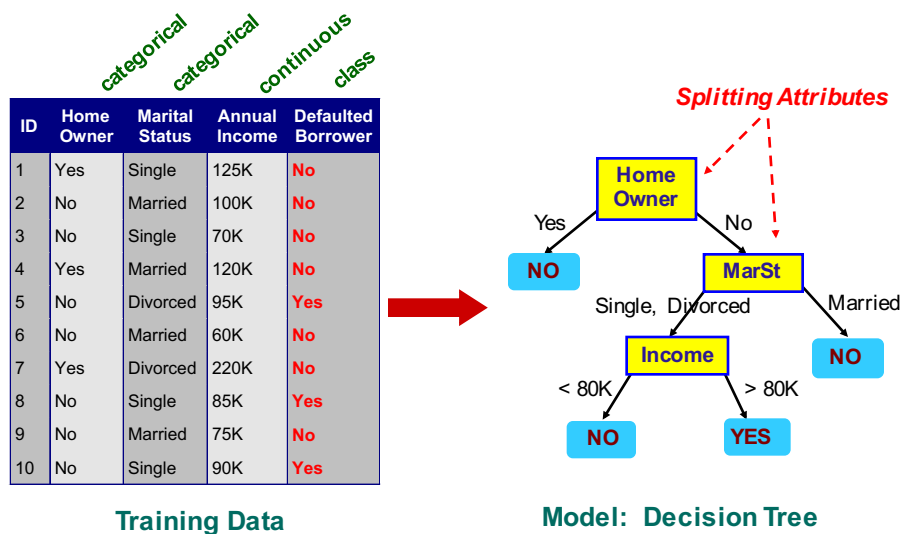 categorical
categorical
continuous
class
ID Home Owner Marital Status Annual Income Defaulted Borrower
1 Yes Single 125K No
2 No Married 100K No
3 No Single 70K No
4 Yes Married 120K No
5 No Divorced 95K Yes
6 No Married 60K No
7 Yes Divorced 220K No
8 No Single 85K Yes
9 No Married 75K No
10 No Single 90K Yes
Training Data
Splitting Attributes
Home
Owner
Yes No
NO MarSt
Single, Divorced Married
Income NO
< 80K > 80K
NO YES
Model: Decision Tree